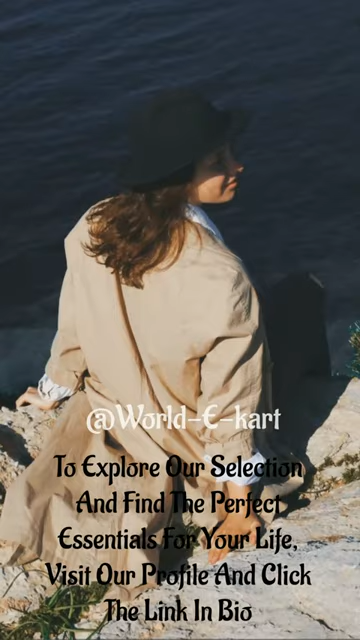 @World-E-kart
To Explore Our Selection
And Find The Perfect
Essentials For Your Life,
Visit Our Profile And Click
The Link In Bio